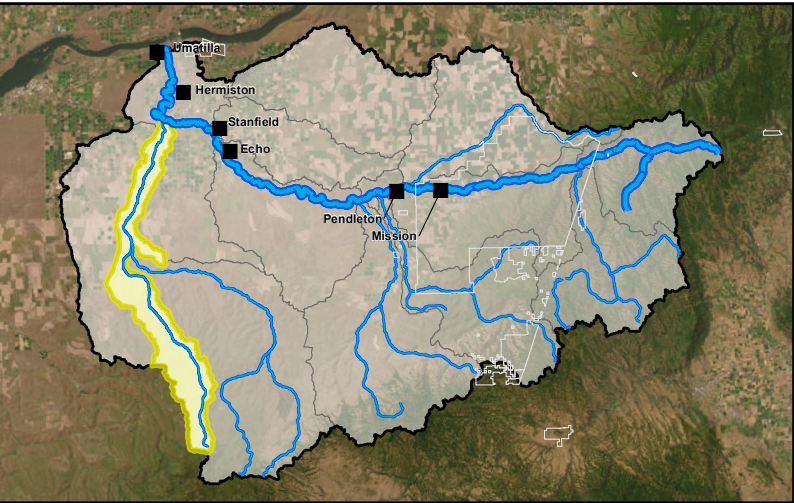 Umatilla
Hermiston
Stanfield
Echo
Pendleton
Mission